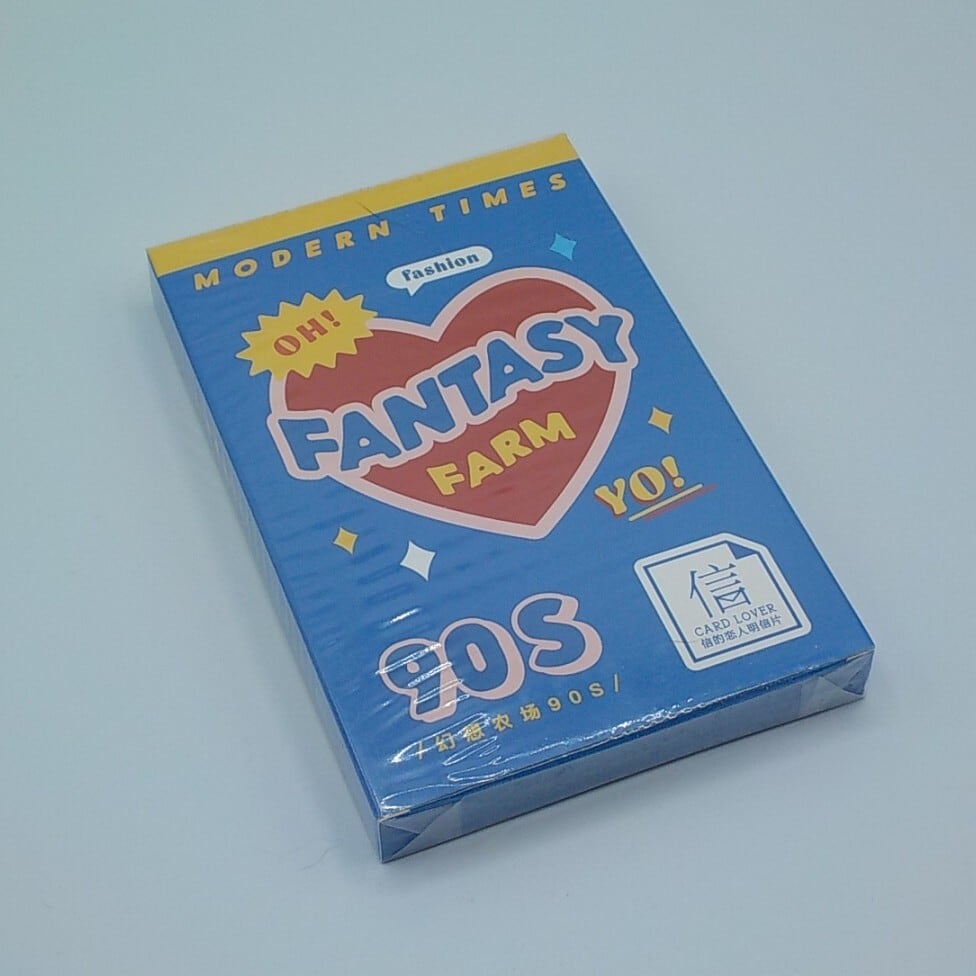 MODERN TIMES
fashion
OH!
FANTASY
FARM
YO!
信
CARD LOVER
信的恋人明信片
90S
/幻想农场90S/